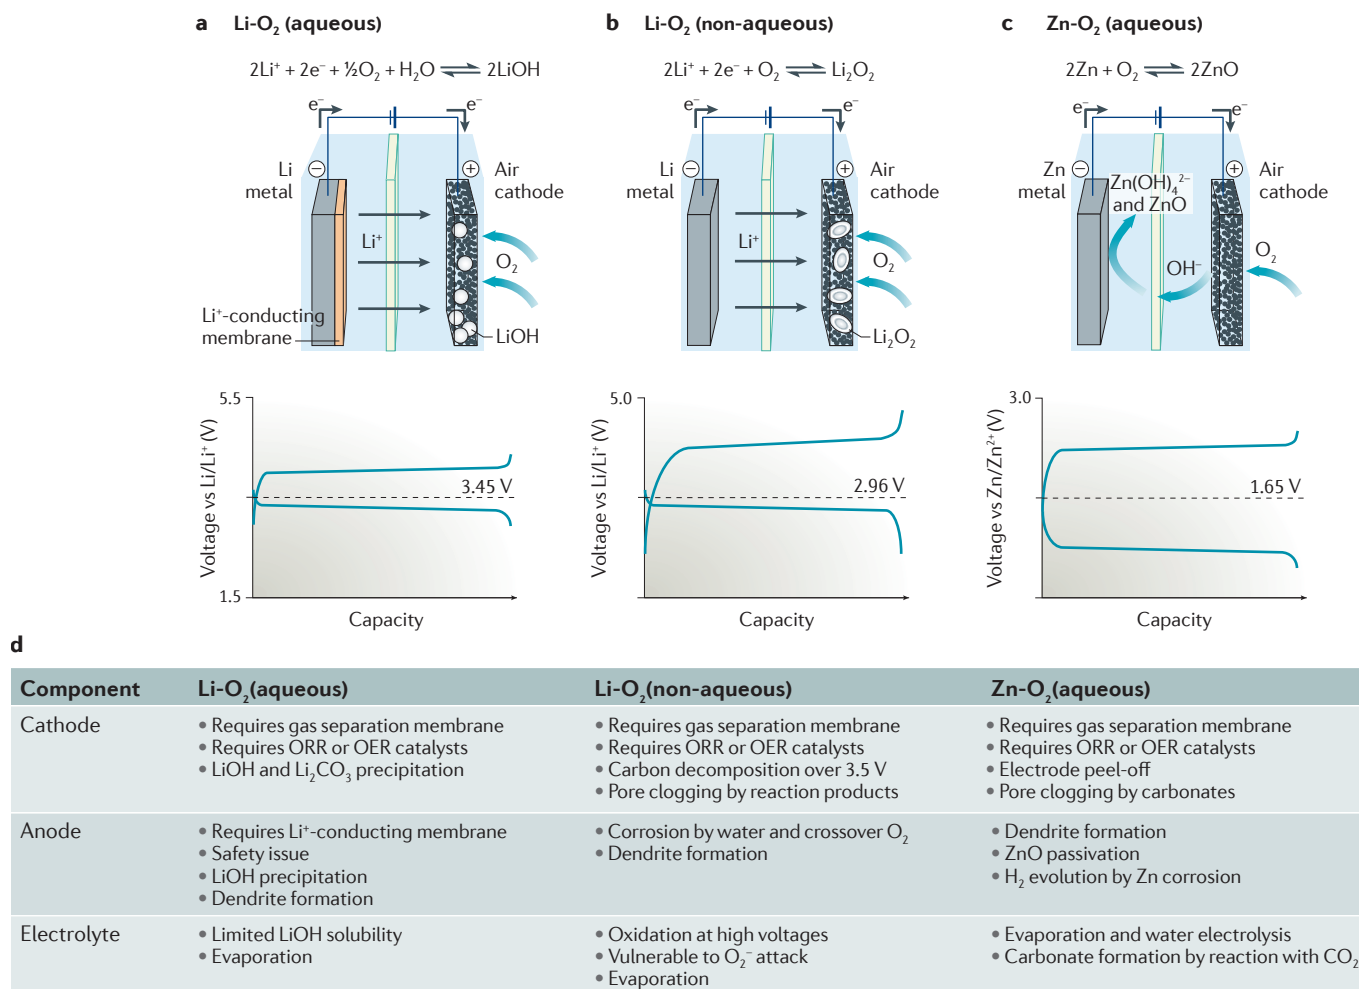 a Li-O₂ (aqueous)
2Li⁺ + 2e⁻ + ½O₂ + H₂O ⇌ 2LiOH
e⁻
e⁻
Li
metal
−
+
Air
cathode
Li⁺
O₂
Li⁺-conducting
membrane
LiOH
5.5
Voltage vs Li/Li⁺ (V)
3.45 V
1.5
Capacity
b Li-O₂ (non-aqueous)
2Li⁺ + 2e⁻ + O₂ ⇌ Li₂O₂
e⁻
e⁻
Li
metal
−
+
Air
cathode
Li⁺
O₂
Li₂O₂
5.0
Voltage vs Li/Li⁺ (V)
2.96 V
1
Capacity
c Zn-O₂ (aqueous)
2Zn + O₂ ⇌ 2ZnO
e⁻
e⁻
Zn
metal
−
+
Air
cathode
Zn(OH)₄²⁻
and ZnO
OH⁻
O₂
3.0
Voltage vs Zn/Zn²⁺ (V)
1.65 V
0
Capacity
d
Component Li-O₂(aqueous) Li-O₂(non-aqueous) Zn-O₂(aqueous)
Cathode
• Requires gas separation membrane
• Requires ORR or OER catalysts
• LiOH and Li₂CO₃ precipitation
• Requires gas separation membrane
• Requires ORR or OER catalysts
• Carbon decomposition over 3.5 V
• Pore clogging by reaction products
• Requires gas separation membrane
• Requires ORR or OER catalysts
• Electrode peel-off
• Pore clogging by carbonates
Anode
• Requires Li⁺-conducting membrane
• Safety issue
• LiOH precipitation
• Dendrite formation
• Corrosion by water and crossover O₂
• Dendrite formation
• Dendrite formation
• ZnO passivation
• H₂ evolution by Zn corrosion
Electrolyte
• Limited LiOH solubility
• Evaporation
• Oxidation at high voltages
• Vulnerable to O₂⁻ attack
• Evaporation
• Evaporation and water electrolysis
• Carbonate formation by reaction with CO₂